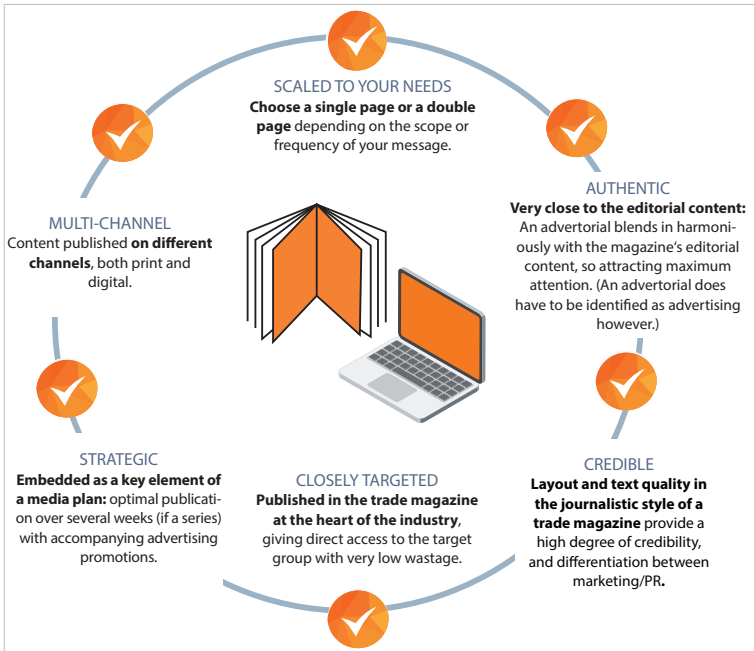 SCALED TO YOUR NEEDS
Choose a single page or a double
page depending on the scope or
frequency of your message.
AUTHENTIC
Very close to the editorial content:
An advertorial blends in harmoni-
ously with the magazine's editorial
content, so attracting maximum
attention. (An advertorial does
have to be identified as advertising
however.)
CREDIBLE
Layout and text quality in
the journalistic style of a
trade magazine provide a
high degree of credibility,
and differentiation between
marketing/PR.
CLOSELY TARGETED
Published in the trade magazine
at the heart of the industry,
giving direct access to the target
group with very low wastage.
STRATEGIC
Embedded as a key element of
a media plan: optimal publicati-
on over several weeks (if a series)
with accompanying advertising
promotions.
MULTI-CHANNEL
Content published on different
channels, both print and
digital.